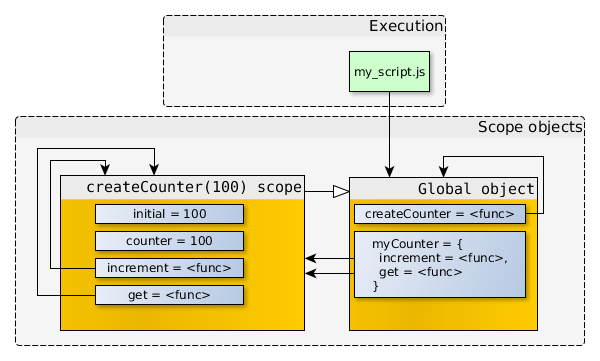 Execution
my_script.js
Scope objects
createCounter(100) scope
initial = 100
counter = 100
increment = <func>
get = <func>
Global object
createCounter = <func>
myCounter = {
increment = <func>,
get = <func>
}